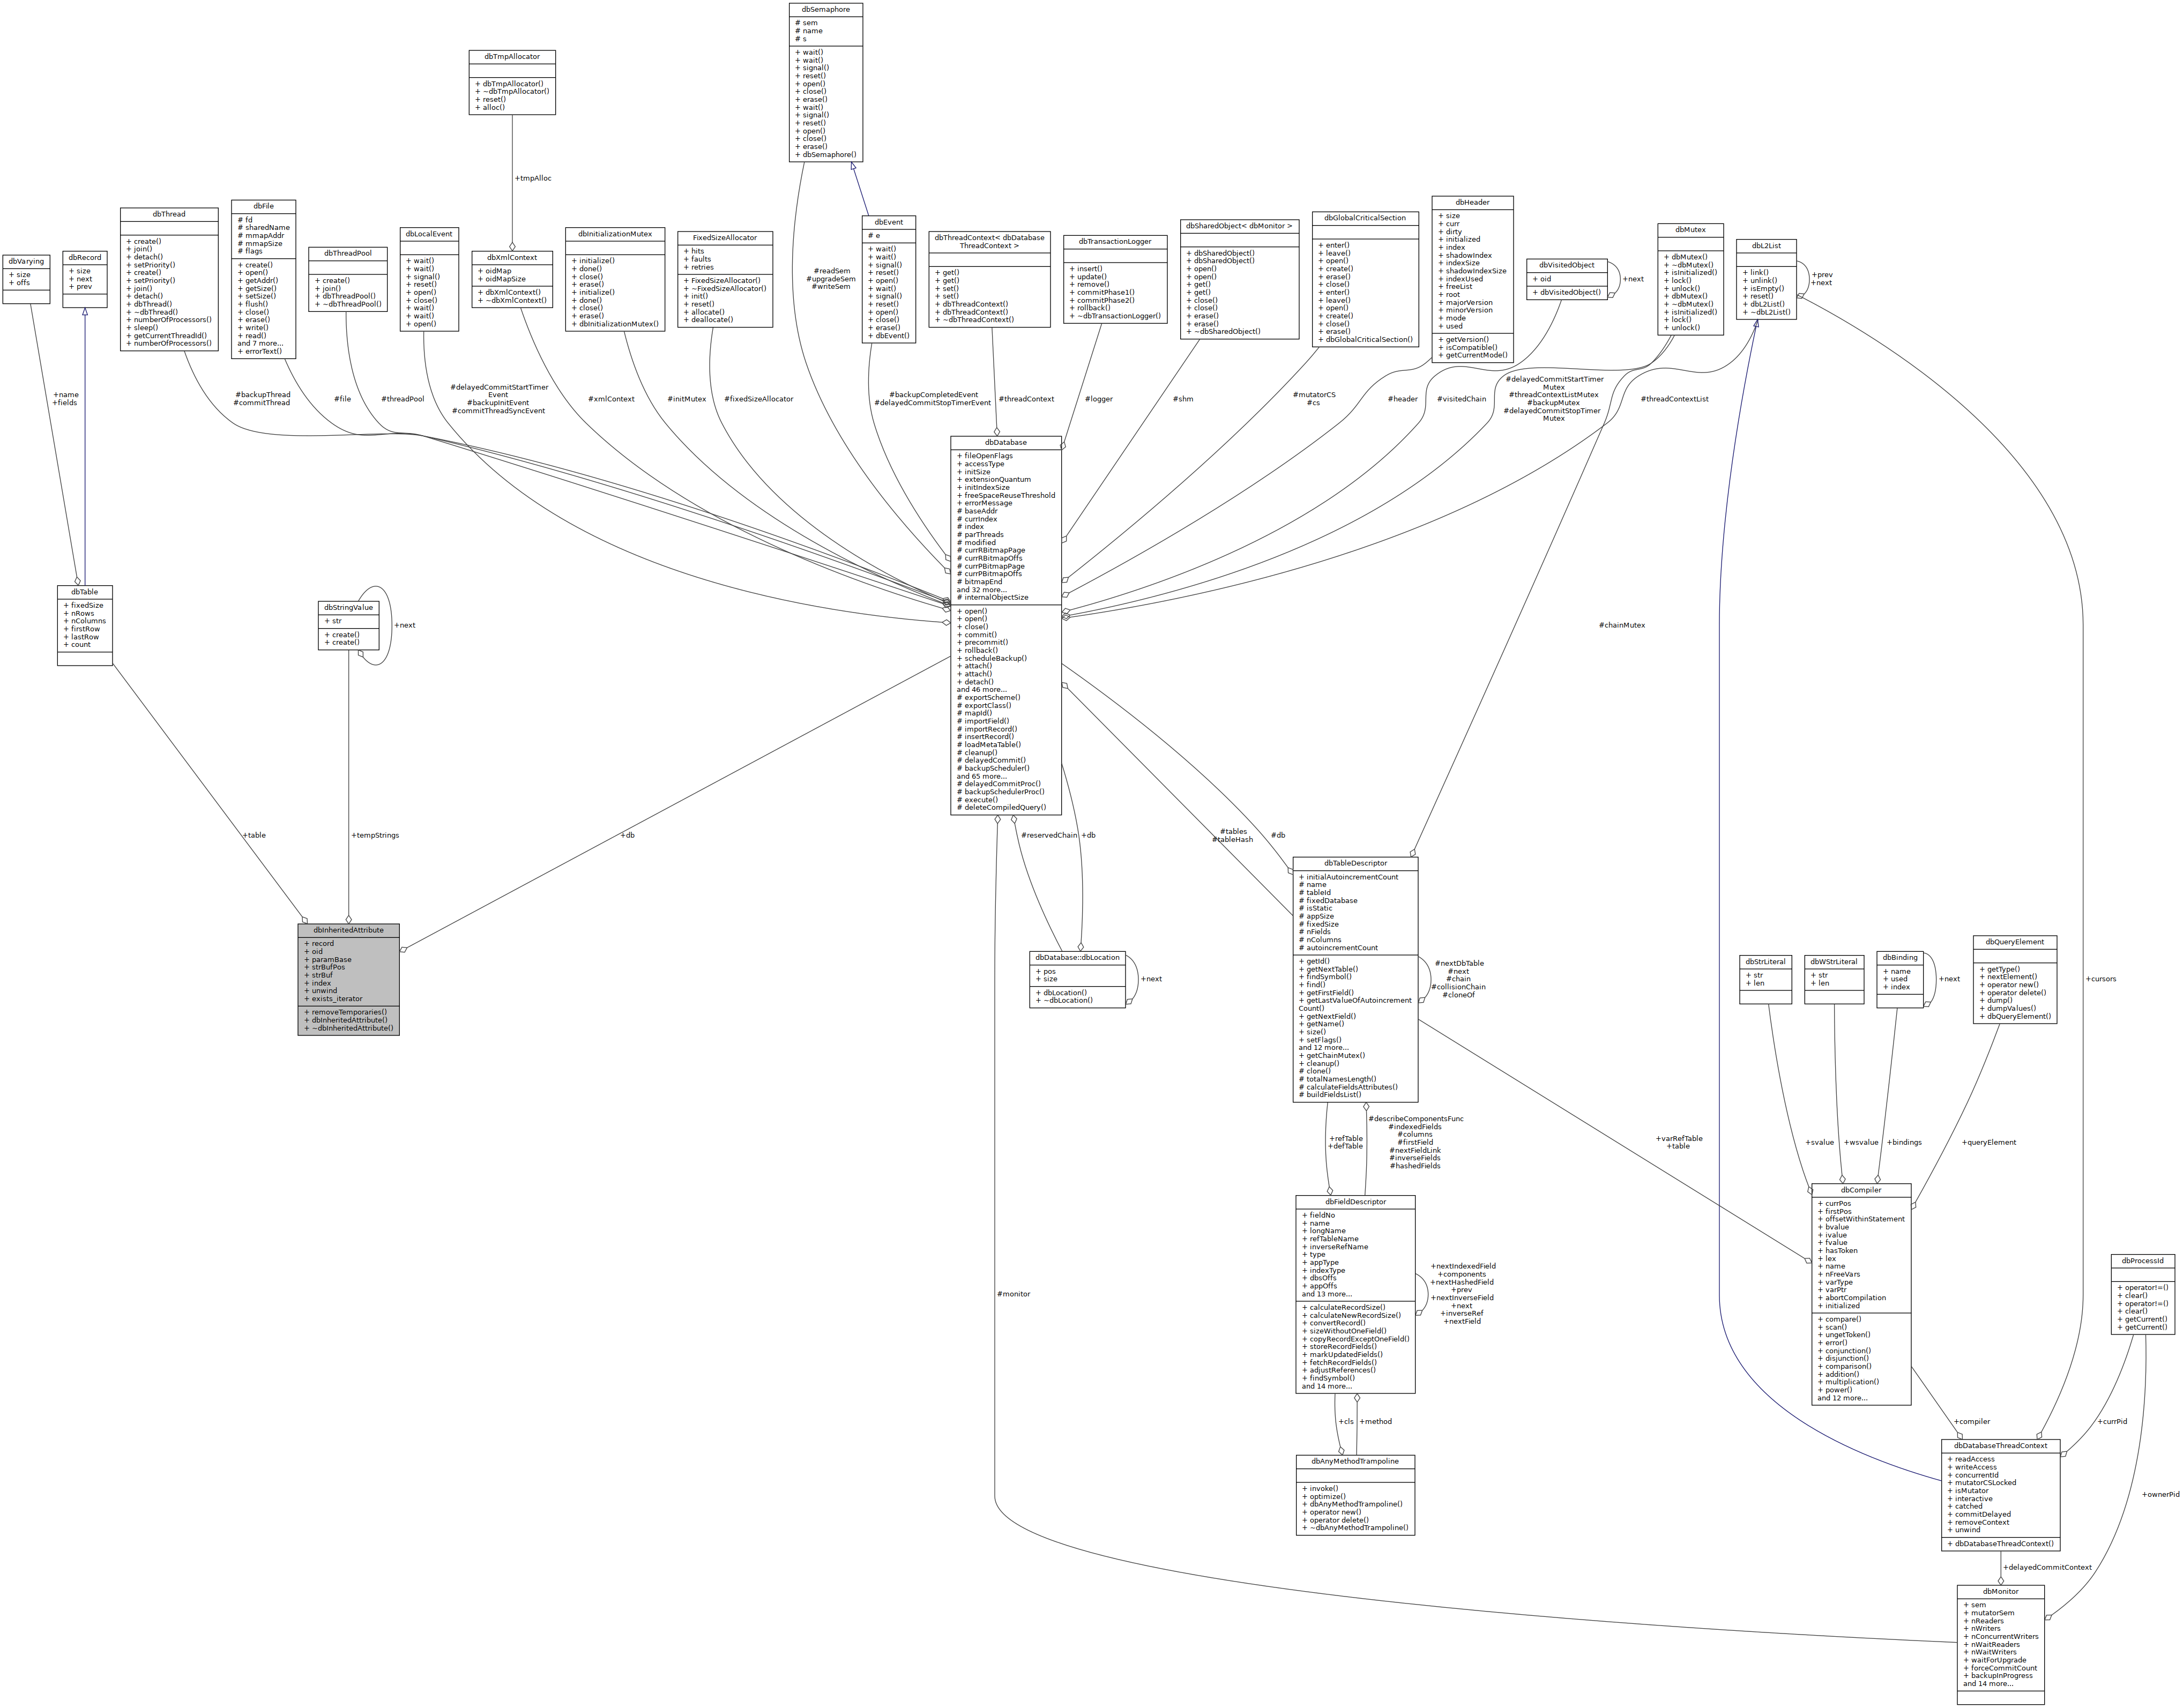 dbSemaphore
# sem
# name
# s
+ wait()
+ wait()
+ signal()
+ reset()
+ open()
+ close()
+ erase()
+ wait()
+ signal()
+ reset()
+ open()
+ close()
+ erase()
+ dbSemaphore()
dbTmpAllocator
+ dbTmpAllocator()
+ ~dbTmpAllocator()
+ reset()
+ alloc()
+tmpAlloc
dbVarying
+ size
+ offs
dbRecord
+ size
+ next
+ prev
dbThread
+ create()
+ join()
+ detach()
+ setPriority()
+ create()
+ setPriority()
+ join()
+ detach()
+ dbThread()
+ ~dbThread()
+ numberOfProcessors()
+ sleep()
+ getCurrentThreadId()
+ numberOfProcessors()
dbFile
# fd
# sharedName
# mmapAddr
# mmapSize
# flags
+ create()
+ open()
+ getAddr()
+ getSize()
+ setSize()
+ flush()
+ close()
+ erase()
+ write()
+ read()
and 7 more...
+ errorText()
dbThreadPool
+ create()
+ join()
+ dbThreadPool()
+ ~dbThreadPool()
dbLocalEvent
+ wait()
+ wait()
+ signal()
+ reset()
+ open()
+ close()
+ wait()
+ wait()
+ open()
dbXmlContext
+ oidMap
+ oidMapSize
+ dbXmlContext()
+ ~dbXmlContext()
dbInitializationMutex
+ initialize()
+ done()
+ close()
+ erase()
+ initialize()
+ done()
+ close()
+ erase()
+ dbInitializationMutex()
FixedSizeAllocator
+ hits
+ faults
+ retries
+ FixedSizeAllocator()
+ ~FixedSizeAllocator()
+ init()
+ reset()
+ allocate()
+ deallocate()
dbEvent
# e
+ wait()
+ wait()
+ signal()
+ reset()
+ open()
+ wait()
+ signal()
+ reset()
+ open()
+ close()
+ erase()
+ dbEvent()
dbThreadContext< dbDatabase
ThreadContext >
+ get()
+ get()
+ set()
+ set()
+ dbThreadContext()
+ dbThreadContext()
+ ~dbThreadContext()
dbTransactionLogger
+ insert()
+ update()
+ remove()
+ commitPhase1()
+ commitPhase2()
+ rollback()
+ ~dbTransactionLogger()
dbSharedObject< dbMonitor >
+ dbSharedObject()
+ dbSharedObject()
+ open()
+ open()
+ get()
+ get()
+ close()
+ close()
+ erase()
+ erase()
+ ~dbSharedObject()
dbGlobalCriticalSection
+ enter()
+ leave()
+ open()
+ create()
+ erase()
+ close()
+ enter()
+ leave()
+ open()
+ create()
+ close()
+ erase()
+ dbGlobalCriticalSection()
dbHeader
+ size
+ curr
+ dirty
+ initialized
+ index
+ shadowIndex
+ indexSize
+ shadowIndexSize
+ indexUsed
+ freeList
+ root
+ majorVersion
+ minorVersion
+ mode
+ used
+ getVersion()
+ isCompatible()
+ getCurrentMode()
dbVisitedObject
+ oid
+ dbVisitedObject()
+next
dbMutex
+ dbMutex()
+ ~dbMutex()
+ isInitialized()
+ lock()
+ unlock()
+ dbMutex()
+ ~dbMutex()
+ isInitialized()
+ lock()
+ unlock()
dbL2List
+ link()
+ unlink()
+ isEmpty()
+ reset()
+ dbL2List()
+ ~dbL2List()
+prev
+next
+name
+fields
#backupThread
#commitThread
#file
#threadPool
#delayedCommitStartTimer
Event
#backupInitEvent
#commitThreadSyncEvent
#xmlContext
#initMutex
#fixedSizeAllocator
#readSem
#upgradeSem
#writeSem
#backupCompletedEvent
#delayedCommitStopTimerEvent
#threadContext
#logger
#shm
#mutatorCS
#cs
#header
#visitedChain
#delayedCommitStartTimer
Mutex
#threadContextListMutex
#backupMutex
#delayedCommitStopTimer
Mutex
#threadContextList
dbDatabase
+ fileOpenFlags
+ accessType
+ initSize
+ extensionQuantum
+ initIndexSize
+ freeSpaceReuseThreshold
+ errorMessage
# baseAddr
# currIndex
# index
# parThreads
# modified
# currRBitmapPage
# currRBitmapOffs
# currPBitmapPage
# currPBitmapOffs
# bitmapEnd
and 32 more...
# internalObjectSize
+ open()
+ open()
+ close()
+ commit()
+ precommit()
+ rollback()
+ scheduleBackup()
+ attach()
+ attach()
+ detach()
and 46 more...
# exportScheme()
# exportClass()
# mapId()
# importField()
# importRecord()
# insertRecord()
# loadMetaTable()
# cleanup()
# delayedCommit()
# backupScheduler()
and 65 more...
# delayedCommitProc()
# backupSchedulerProc()
# execute()
# deleteCompiledQuery()
dbTable
+ fixedSize
+ nRows
+ nColumns
+ firstRow
+ lastRow
+ count
dbStringValue
+ str
+ create()
+ create()
+next
#chainMutex
+table
+tempStrings
+db
#reservedChain
+db
#tables
#tableHash
#db
dbInheritedAttribute
+ record
+ oid
+ paramBase
+ strBufPos
+ strBuf
+ index
+ unwind
+ exists_iterator
+ removeTemporaries()
+ dbInheritedAttribute()
+ ~dbInheritedAttribute()
dbDatabase::dbLocation
+ pos
+ size
+ dbLocation()
+ ~dbLocation()
+next
dbTableDescriptor
+ initialAutoincrementCount
# name
# tableId
# fixedDatabase
# isStatic
# appSize
# fixedSize
# nFields
# nColumns
# autoincrementCount
+ getId()
+ getNextTable()
+ findSymbol()
+ find()
+ getFirstField()
+ getLastValueOfAutoincrement
Count()
+ getNextField()
+ getName()
+ size()
+ setFlags()
and 12 more...
+ getChainMutex()
+ cleanup()
# clone()
# totalNamesLength()
# calculateFieldsAttributes()
# buildFieldsList()
#nextDbTable
#next
#chain
#collisionChain
#cloneOf
dbStrLiteral
+ str
+ len
dbWStrLiteral
+ str
+ len
dbBinding
+ name
+ used
+ index
+next
dbQueryElement
+ getType()
+ nextElement()
+ operator new()
+ operator delete()
+ dump()
+ dumpValues()
+ dbQueryElement()
+cursors
+refTable
+defTable
#describeComponentsFunc
#indexedFields
#columns
#firstField
#nextFieldLink
#inverseFields
#hashedFields
+varRefTable
+table
+svalue
+wsvalue
+bindings
+queryElement
dbFieldDescriptor
+ fieldNo
+ name
+ longName
+ refTableName
+ inverseRefName
+ type
+ appType
+ indexType
+ dbsOffs
+ appOffs
and 13 more...
+ calculateRecordSize()
+ calculateNewRecordSize()
+ convertRecord()
+ sizeWithoutOneField()
+ copyRecordExceptOneField()
+ storeRecordFields()
+ markUpdatedFields()
+ fetchRecordFields()
+ adjustReferences()
+ findSymbol()
and 14 more...
+nextIndexedField
+components
+nextHashedField
+prev
+nextInverseField
+next
+inverseRef
+nextField
dbCompiler
+ currPos
+ firstPos
+ offsetWithinStatement
+ bvalue
+ ivalue
+ fvalue
+ hasToken
+ lex
+ name
+ nFreeVars
+ varType
+ varPtr
+ abortCompilation
+ initialized
+ compare()
+ scan()
+ ungetToken()
+ error()
+ conjunction()
+ disjunction()
+ comparison()
+ addition()
+ multiplication()
+ power()
and 12 more...
dbProcessId
+ operator!=()
+ clear()
+ operator!=()
+ clear()
+ getCurrent()
+ getCurrent()
#monitor
+cls
+method
+compiler
+currPid
dbAnyMethodTrampoline
+ invoke()
+ optimize()
+ dbAnyMethodTrampoline()
+ operator new()
+ operator delete()
+ ~dbAnyMethodTrampoline()
dbDatabaseThreadContext
+ readAccess
+ writeAccess
+ concurrentId
+ mutatorCSLocked
+ isMutator
+ interactive
+ catched
+ commitDelayed
+ removeContext
+ unwind
+ dbDatabaseThreadContext()
+ownerPid
+delayedCommitContext
dbMonitor
+ sem
+ mutatorSem
+ nReaders
+ nWriters
+ nConcurrentWriters
+ nWaitReaders
+ nWaitWriters
+ waitForUpgrade
+ forceCommitCount
+ backupInProgress
and 14 more...